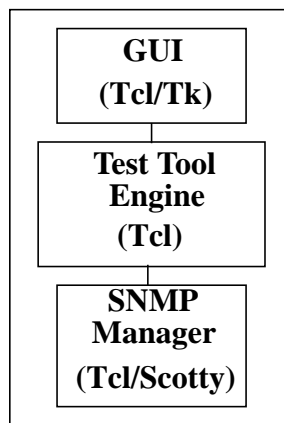 GUI
(Tcl/Tk)
Test Tool
Engine
(Tcl)
SNMP
Manager
(Tcl/Scotty)